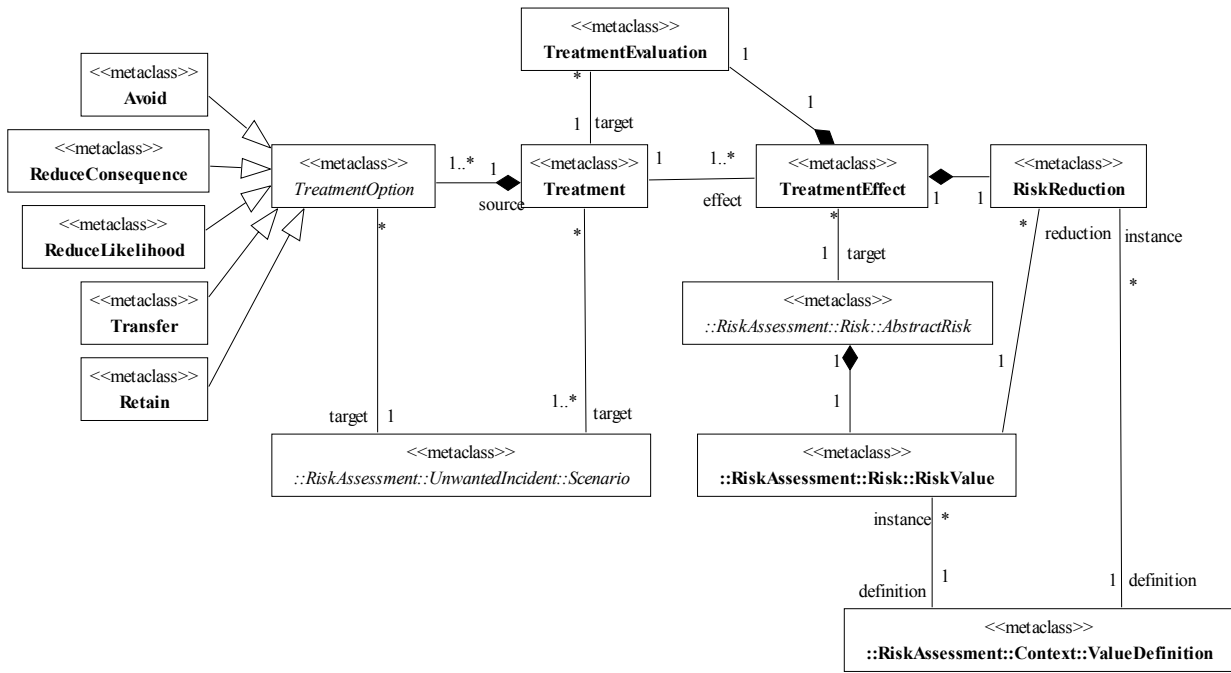 <<metaclass>>
TreatmentEvaluation
1
*
1
1 target
<<metaclass>>
Avoid
<<metaclass>>
ReduceConsequence
<<metaclass>>
ReduceLikelihood
<<metaclass>>
Transfer
<<metaclass>>
Retain
<<metaclass>>
TreatmentOption
1..*
1
source
<<metaclass>>
Treatment
1
1..*
effect
<<metaclass>>
TreatmentEffect
1
1
<<metaclass>>
RiskReduction
*
*
*
1 target
* reduction
instance
*
<<metaclass>>
::RiskAssessment::Risk::AbstractRisk
1
1
1
1..*
target 1
target
<<metaclass>>
::RiskAssessment::UnwantedIncident::Scenario
<<metaclass>>
::RiskAssessment::Risk::RiskValue
instance *
1
definition
1 definition
<<metaclass>>
::RiskAssessment::Context::ValueDefinition